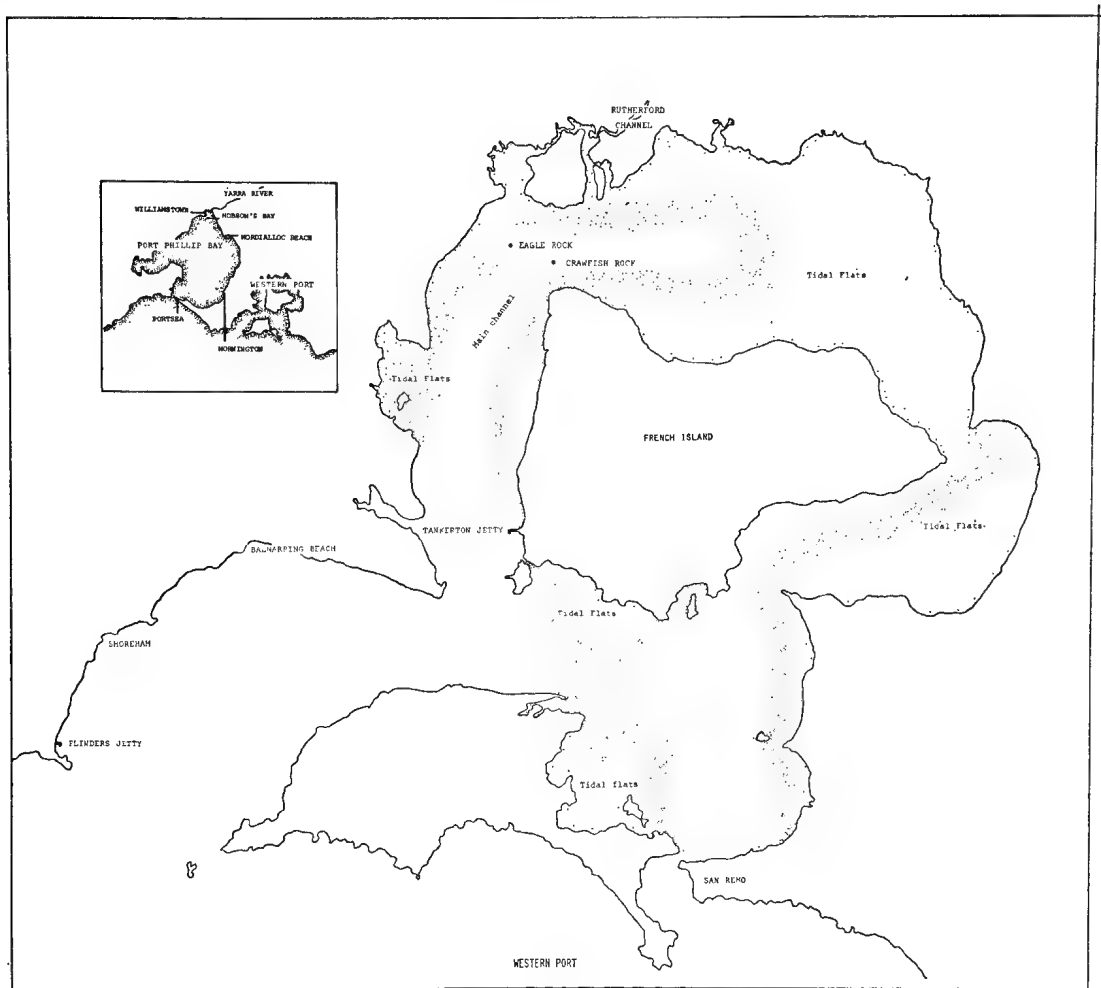 RUTHERFORD
CHANNEL
YARRA RIVER
WILLIAMSTOWN
HOBSON'S BAY
MORDIALLOC BEACH
PORT PHILLIP BAY
WESTERN PORT
PORTSEA
MORNINGTON
EAGLE ROCK
CRAWFISH ROCK
Tidal Flats
Main channel
Tidal Flats
FRENCH ISLAND
TANKERTON JETTY
Tidal Flats
BALNARPING BEACH
Tidal Flats
SHOREHAM
FLINDERS JETTY
Tidal flats
SAN REMO
WESTERN PORT